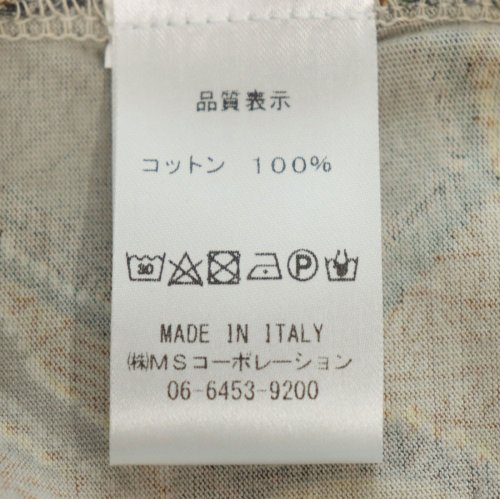 品質表示
コットン 100%
30 P W
MADE IN ITALY
㈱MSコーポレーション
06-6453-9200